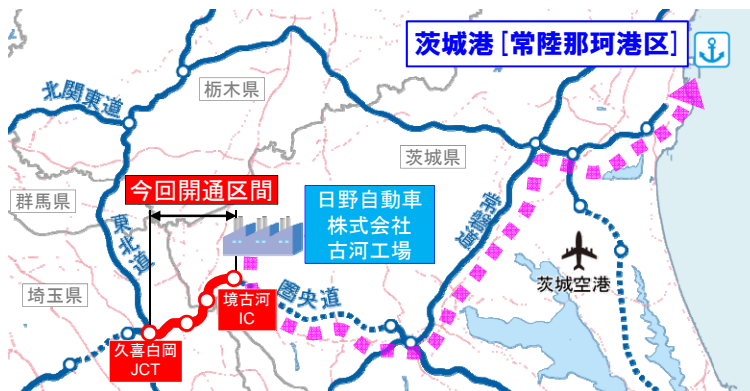 茨城港 [常陸那珂港区]
北関東道
栃木県
茨城県
群馬県
今回開通区間
日野自動車
株式会社
古河工場
東北道
常磐道
埼玉県
境古河
IC
圏央道
茨城空港
久喜白岡
JCT